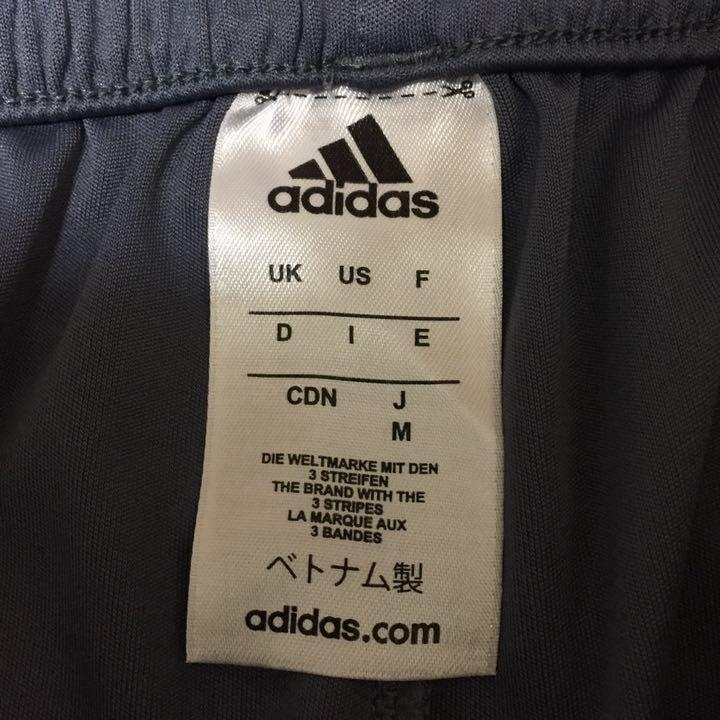 adidas
UK US F
D I E
CDN J
M
DIE WELTMARKE MIT DEN
3 STREIFEN
THE BRAND WITH THE
3 STRIPES
LA MARQUE AUX
3 BANDES
ベトナム製
adidas.com